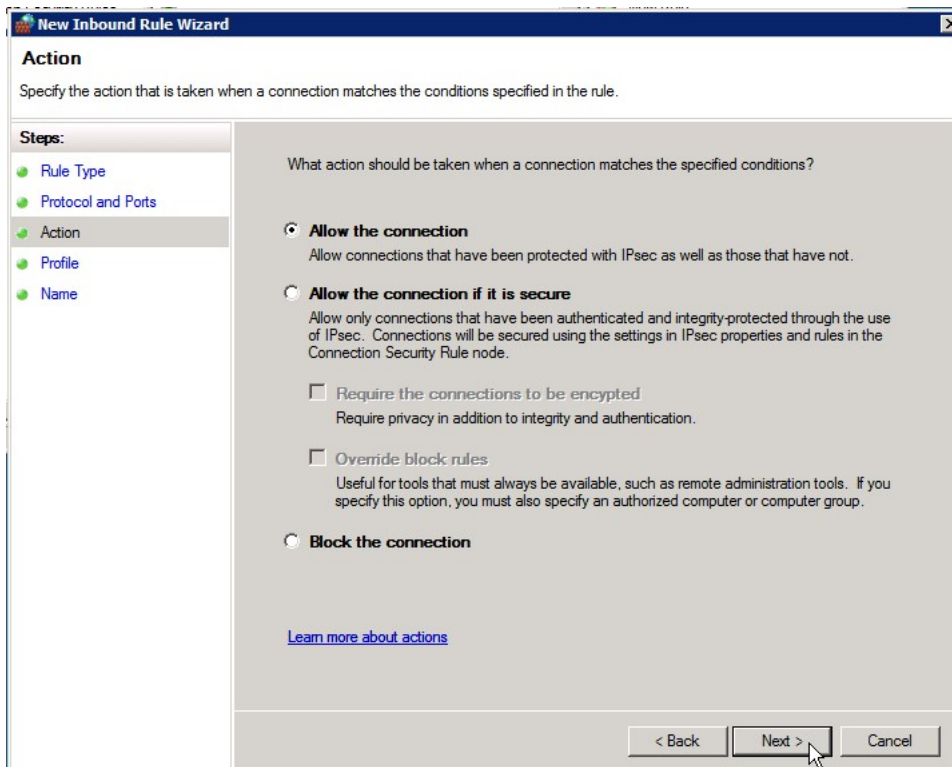 New Inbound Rule Wizard
Action
Specify the action that is taken when a connection matches the conditions specified in the rule.
Steps:
Rule Type
Protocol and Ports
Action
Profile
Name
What action should be taken when a connection matches the specified conditions?
Allow the connection
Allow connections that have been protected with IPsec as well as those that have not.
Allow the connection if it is secure
Allow only connections that have been authenticated and integrity-protected through the use
of IPsec. Connections will be secured using the settings in IPsec properties and rules in the
Connection Security Rule node.
Require the connections to be encrypted
Require privacy in addition to integrity and authentication.
Override block rules
Useful for tools that must always be available, such as remote administration tools. If you
specify this option, you must also specify an authorized computer or computer group.
Block the connection
Learn more about actions
< Back
Next >
Cancel